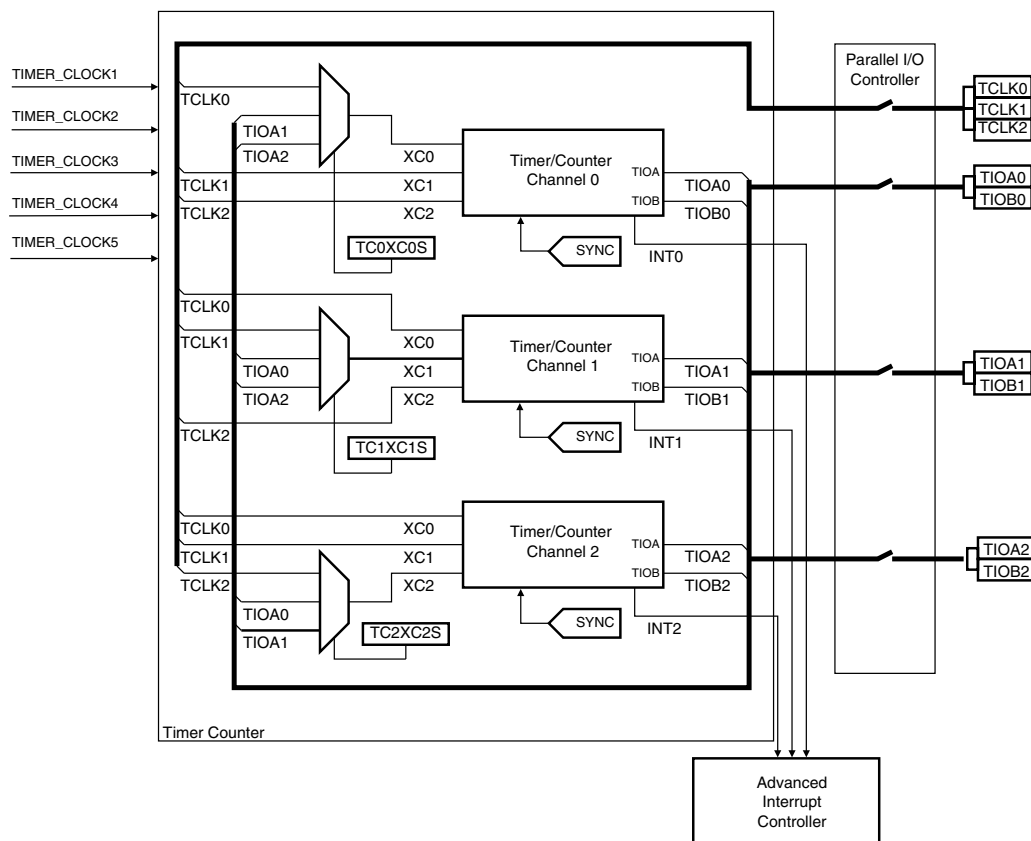 TIMER_CLOCK1
TIMER_CLOCK2
TIMER_CLOCK3
TIMER_CLOCK4
TIMER_CLOCK5
TCLK0
TIOA1
TIOA2
TCLK1
TCLK2
XC0
XC1
XC2
TC0XC0S
Timer/Counter
Channel 0
TIOA
TIOB
TIOA0
TIOB0
SYNC
INT0
TCLK0
TCLK1
TIOA0
TIOA2
TCLK2
XC0
XC1
XC2
TC1XC1S
Timer/Counter
Channel 1
TIOA
TIOB
TIOA1
TIOB1
SYNC
INT1
TCLK0
TCLK1
TCLK2
TIOA0
TIOA1
XC0
XC1
XC2
TC2XC2S
Timer/Counter
Channel 2
TIOA
TIOB
TIOA2
TIOB2
SYNC
INT2
Timer Counter
Parallel I/O
Controller
TCLK0
TCLK1
TCLK2
TIOA0
TIOB0
TIOA1
TIOB1
TIOA2
TIOB2
Advanced
Interrupt
Controller